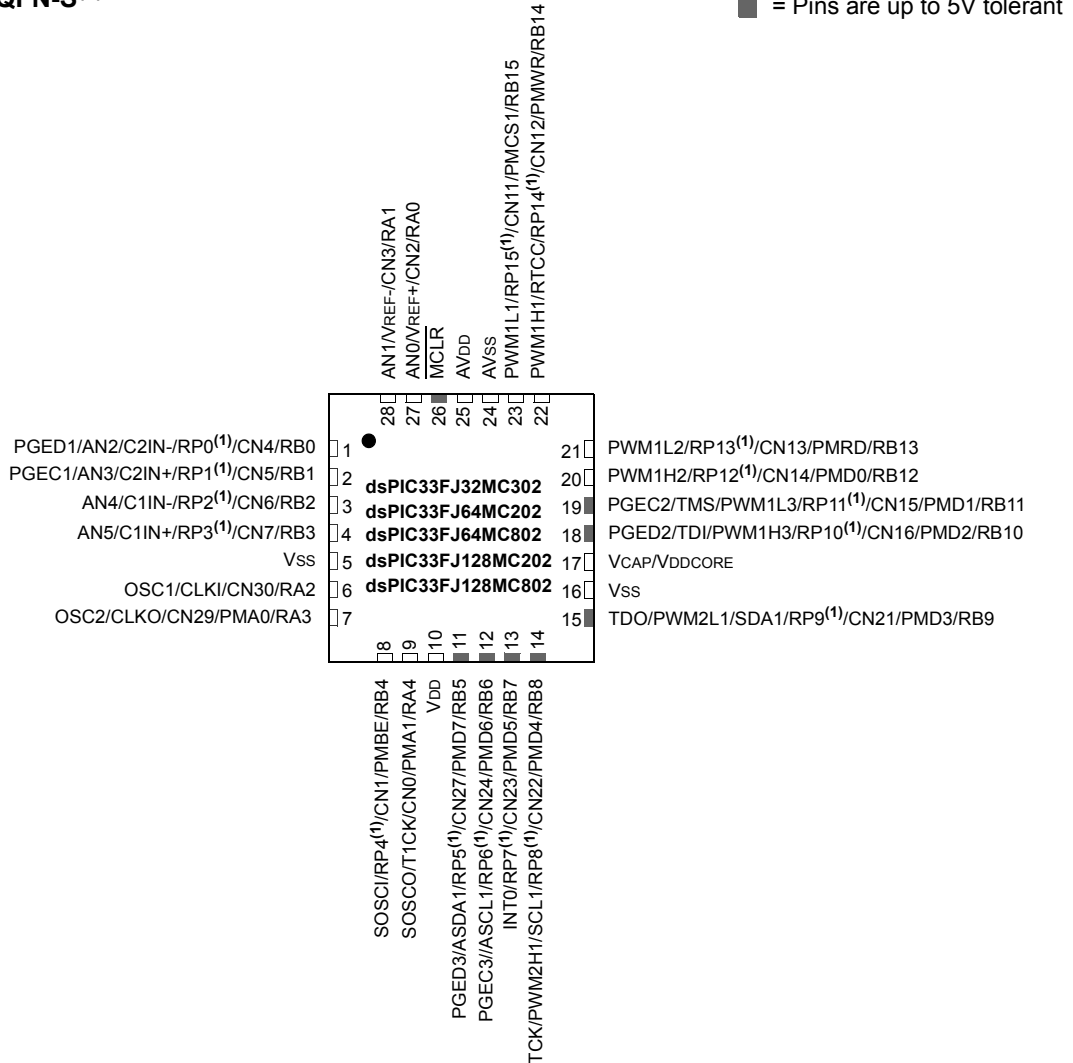 = Pins are up to 5V tolerant
AN1/VREF-/CN3/RA1
AN0/VREF+/CN2/RA0
MCLR
AVDD
AVSS
PWM1L1/RP15(1)/CN11/PMCS1/RB15
PWM1H1/RTCC/RP14(1)/CN12/PMWR/RB14
28
27
26
25
24
23
22
PGED1/AN2/C2IN-/RP0(1)/CN4/RB0
1
PGEC1/AN3/C2IN+/RP1(1)/CN5/RB1
2
AN4/C1IN-/RP2(1)/CN6/RB2
3
AN5/C1IN+/RP3(1)/CN7/RB3
4
VSS
5
OSC1/CLKI/CN30/RA2
6
OSC2/CLKO/CN29/PMA0/RA3
7
dsPIC33FJ32MC302
dsPIC33FJ64MC202
dsPIC33FJ64MC802
dsPIC33FJ128MC202
dsPIC33FJ128MC802
21 PWM1L2/RP13(1)/CN13/PMRD/RB13
20 PWM1H2/RP12(1)/CN14/PMD0/RB12
19 PGEC2/TMS/PWM1L3/RP11(1)/CN15/PMD1/RB11
18 PGED2/TDI/PWM1H3/RP10(1)/CN16/PMD2/RB10
17 VCAP/VDDCORE
16 VSS
15 TDO/PWM2L1/SDA1/RP9(1)/CN21/PMD3/RB9
8
9
10
11
12
13
14
SOSCI/RP4(1)/CN1/PMBE/RB4
SOSCO/T1CK/CN0/PMA1/RA4
VDD
PGED3/ASDA1/RP5(1)/CN27/PMD7/RB5
PGEC3//ASCL1/RP6(1)/CN24/PMD6/RB6
INT0/RP7(1)/CN23/PMD5/RB7
TCK/PWM2H1/SCL1/RP8(1)/CN22/PMD4/RB8